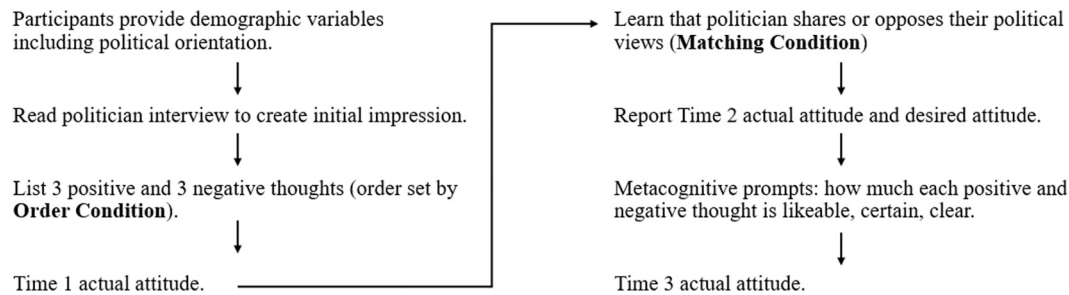 Participants provide demographic variables
including political orientation.
Read politician interview to create initial impression.
List 3 positive and 3 negative thoughts (order set by
Order Condition).
Time 1 actual attitude.
Learn that politician shares or opposes their political
views (Matching Condition)
Report Time 2 actual attitude and desired attitude.
Metacognitive prompts: how much each positive and
negative thought is likeable, certain, clear.
Time 3 actual attitude.